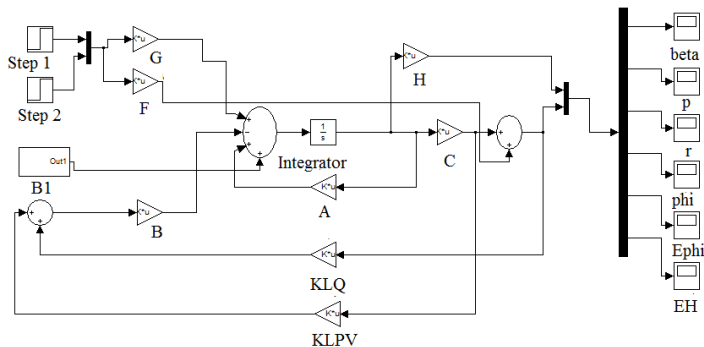 Step 1
Step 2
K*u
G
K*u
F
Out1
B1
+
-
+
+
1
s
Integrator
K*u
H
K*u
C
+
+
K*u
A
+
+
K*u
B
K*u
KLQ
K*u
KLPV
beta
p
r
phi
Ephi
EH